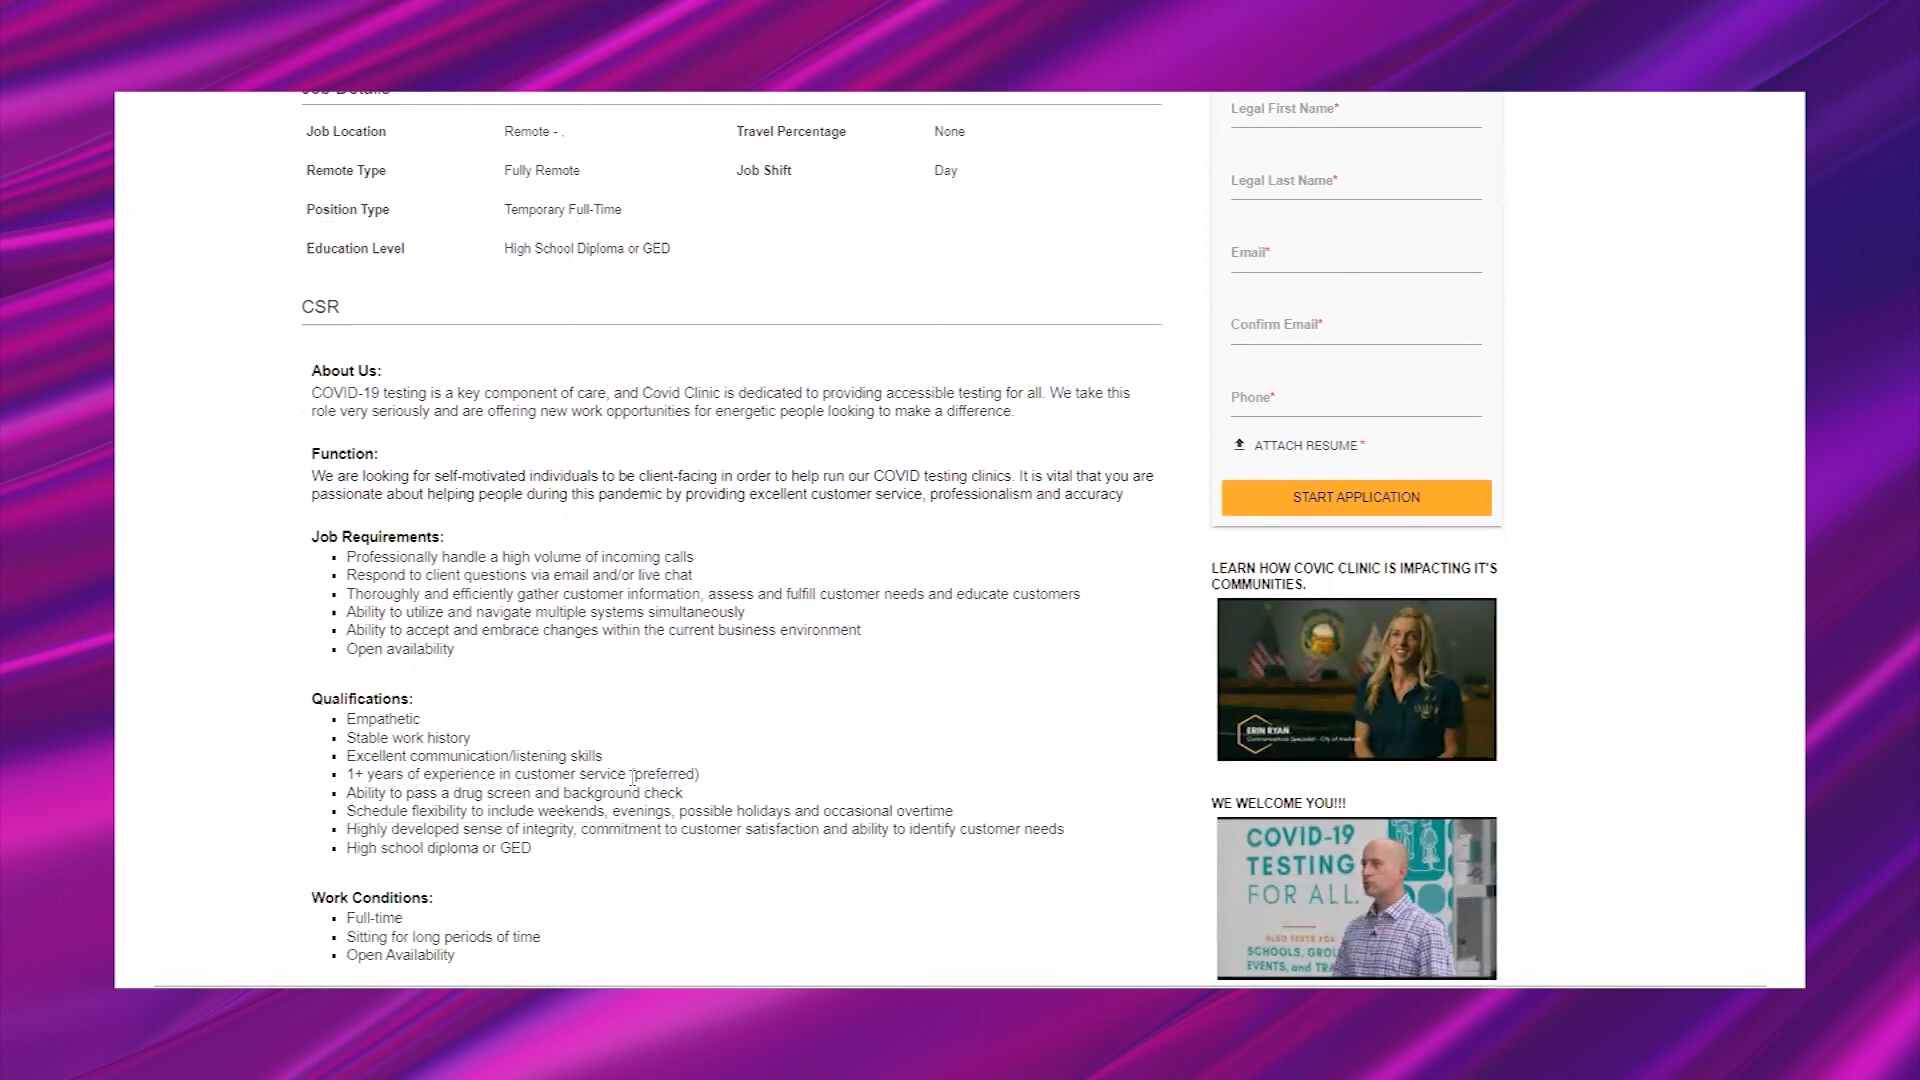 Job Details
Job Location Remote - . Travel Percentage None
Remote Type Fully Remote Job Shift Day
Position Type Temporary Full-Time
Education Level High School Diploma or GED
CSR
About Us:
COVID-19 testing is a key component of care, and Covid Clinic is dedicated to providing accessible testing for all. We take this
role very seriously and are offering new work opportunities for energetic people looking to make a difference.
Function:
We are looking for self-motivated individuals to be client-facing in order to help run our COVID testing clinics. It is vital that you are
passionate about helping people during this pandemic by providing excellent customer service, professionalism and accuracy
Job Requirements:
▪ Professionally handle a high volume of incoming calls
▪ Respond to client questions via email and/or live chat
▪ Thoroughly and efficiently gather customer information, assess and fulfill customer needs and educate customers
▪ Ability to utilize and navigate multiple systems simultaneously
▪ Ability to accept and embrace changes within the current business environment
▪ Open availability
Qualifications:
▪ Empathetic
▪ Stable work history
▪ Excellent communication/listening skills
▪ 1+ years of experience in customer service (preferred)
▪ Ability to pass a drug screen and background check
▪ Schedule flexibility to include weekends, evenings, possible holidays and occasional overtime
▪ Highly developed sense of integrity, commitment to customer satisfaction and ability to identify customer needs
▪ High school diploma or GED
Work Conditions:
▪ Full-time
▪ Sitting for long periods of time
▪ Open Availability
Legal First Name*
Legal Last Name*
Email*
Confirm Email*
Phone*
ATTACH RESUME *
START APPLICATION
LEARN HOW COVIC CLINIC IS IMPACTING IT'S
COMMUNITIES.
ERIN RYAN
WE WELCOME YOU!!!
COVID-19
TESTING
FOR ALL.
ALSO TESTS FOR
SCHOOLS, GROU
EVENTS, and TRA